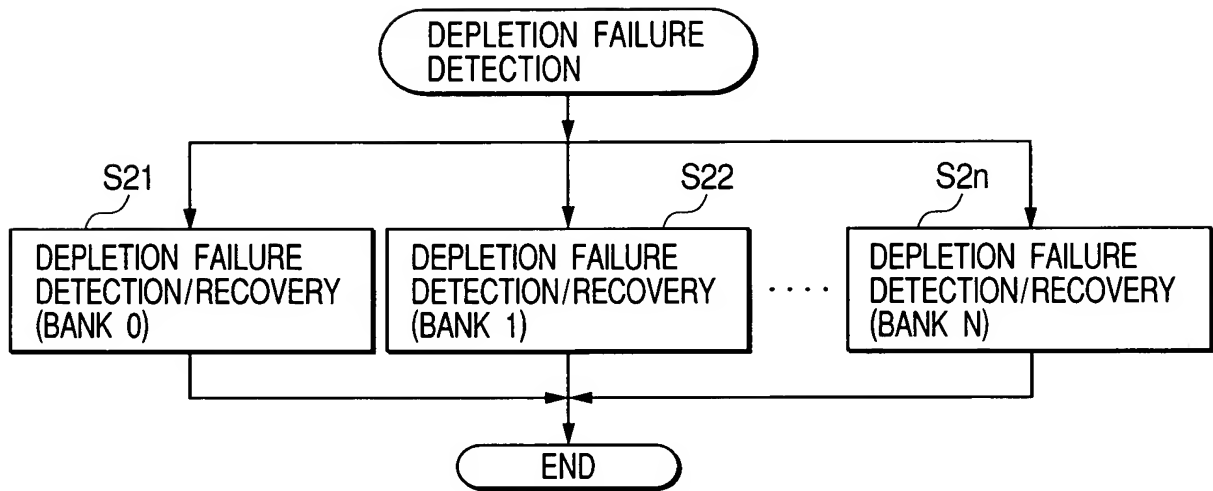 DEPLETION FAILURE
DETECTION
S21
S22
S2n
DEPLETION FAILURE
DETECTION/RECOVERY
(BANK 0)
DEPLETION FAILURE
DETECTION/RECOVERY
(BANK 1)
· · · ·
DEPLETION FAILURE
DETECTION/RECOVERY
(BANK N)
END